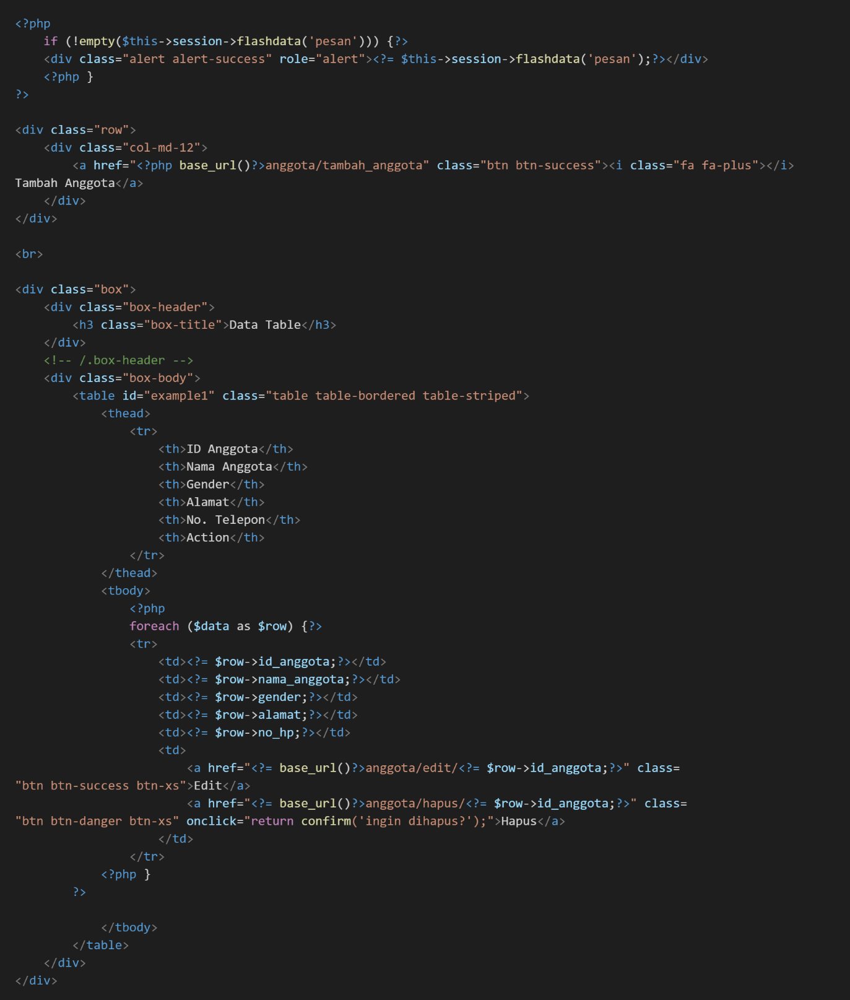 <?php
    if (!empty($this->session->flashdata('pesan'))) {?>
    <div class="alert alert-success" role="alert"><?= $this->session->flashdata('pesan');?></div>
    <?php }
?>

<div class="row">
    <div class="col-md-12">
        <a href="<?php base_url()?>anggota/tambah_anggota" class="btn btn-success"><i class="fa fa-plus"></i>
Tambah Anggota</a>
    </div>
</div>

<br>

<div class="box">
    <div class="box-header">
        <h3 class="box-title">Data Table</h3>
    </div>
    <!-- /.box-header -->
    <div class="box-body">
        <table id="example1" class="table table-bordered table-striped">
            <thead>
                <tr>
                    <th>ID Anggota</th>
                    <th>Nama Anggota</th>
                    <th>Gender</th>
                    <th>Alamat</th>
                    <th>No. Telepon</th>
                    <th>Action</th>
                </tr>
            </thead>
            <tbody>
                <?php
                foreach ($data as $row) {?>
                <tr>
                    <td><?= $row->id_anggota;?></td>
                    <td><?= $row->nama_anggota;?></td>
                    <td><?= $row->gender;?></td>
                    <td><?= $row->alamat;?></td>
                    <td><?= $row->no_hp;?></td>
                    <td>
                        <a href="<?= base_url()?>anggota/edit/<?= $row->id_anggota;?>" class=
"btn btn-success btn-xs">Edit</a>
                        <a href="<?= base_url()?>anggota/hapus/<?= $row->id_anggota;?>" class=
"btn btn-danger btn-xs" onclick="return confirm('ingin dihapus?');">Hapus</a>
                    </td>
                </tr>
            <?php }
        ?>

            </tbody>
        </table>
    </div>
</div>